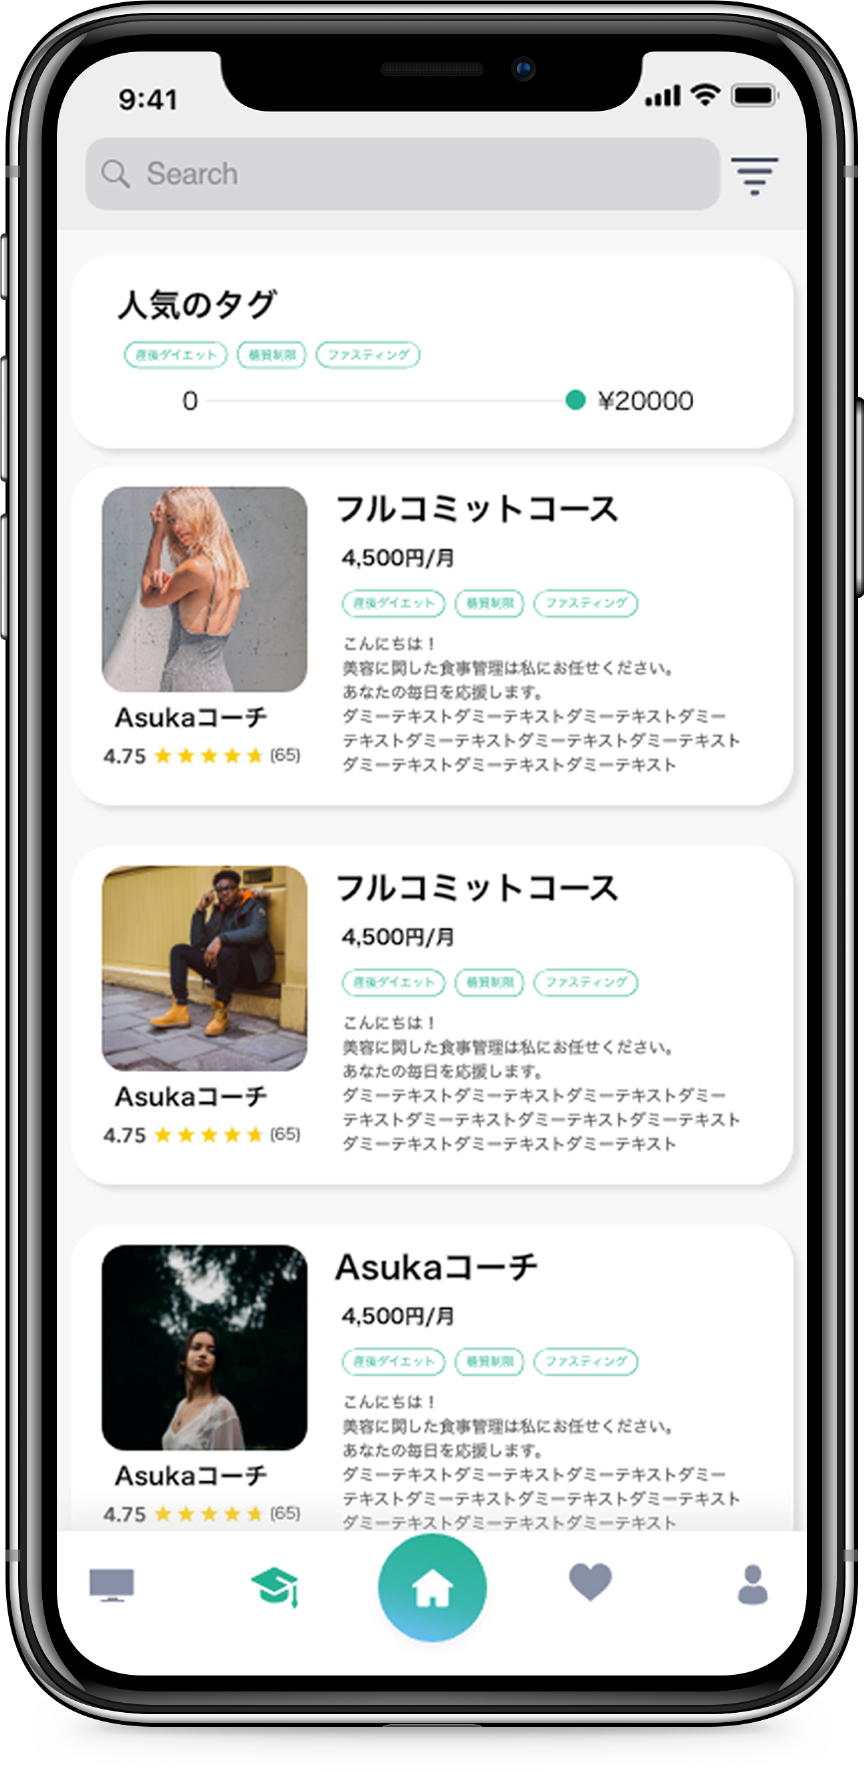 9:41
Search
人気のタグ
産後ダイエット 糖質制限 ファスティング
0 ¥20000
フルコミットコース
4,500円/月
産後ダイエット 糖質制限 ファスティング
こんにちは！
美容に関した食事管理は私にお任せください。
あなたの毎日を応援します。
ダミーテキストダミーテキストダミーテキストダミー
テキストダミーテキストダミーテキストダミーテキスト
ダミーテキストダミーテキストダミーテキスト
Asukaコーチ
4.75 ★★★★★ (65)
フルコミットコース
4,500円/月
産後ダイエット 糖質制限 ファスティング
こんにちは！
美容に関した食事管理は私にお任せください。
あなたの毎日を応援します。
ダミーテキストダミーテキストダミーテキストダミー
テキストダミーテキストダミーテキストダミーテキスト
ダミーテキストダミーテキストダミーテキスト
Asukaコーチ
4.75 ★★★★★ (65)
Asukaコーチ
4,500円/月
産後ダイエット 糖質制限 ファスティング
こんにちは！
美容に関した食事管理は私にお任せください。
あなたの毎日を応援します。
ダミーテキストダミーテキストダミーテキストダミー
テキストダミーテキストダミーテキストダミーテキスト
ダミーテキストダミーテキストダミーテキスト
Asukaコーチ
4.75 ★★★★★ (65)